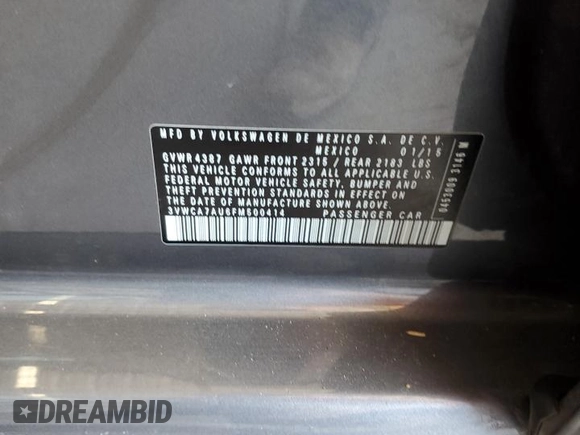 MFD BY VOLKSWAGEN DE MEXICO S.A. DE C.V.
MEXICO 01/15
GVWR 4387 GAWR FRONT 2315 / REAR 2183 LBS
THIS VEHICLE CONFORMS TO ALL APPLICABLE U.S.
FEDERAL MOTOR VEHICLE SAFETY, BUMPER AND
THEFT PREVENTION STANDARDS IN EFFECT ON
THE DATE OF MANUFACTURE SHOWN ABOVE.
3VWCA7AU6FM500414 PASSENGER CAR
0453009 3146 M
DREAMBID